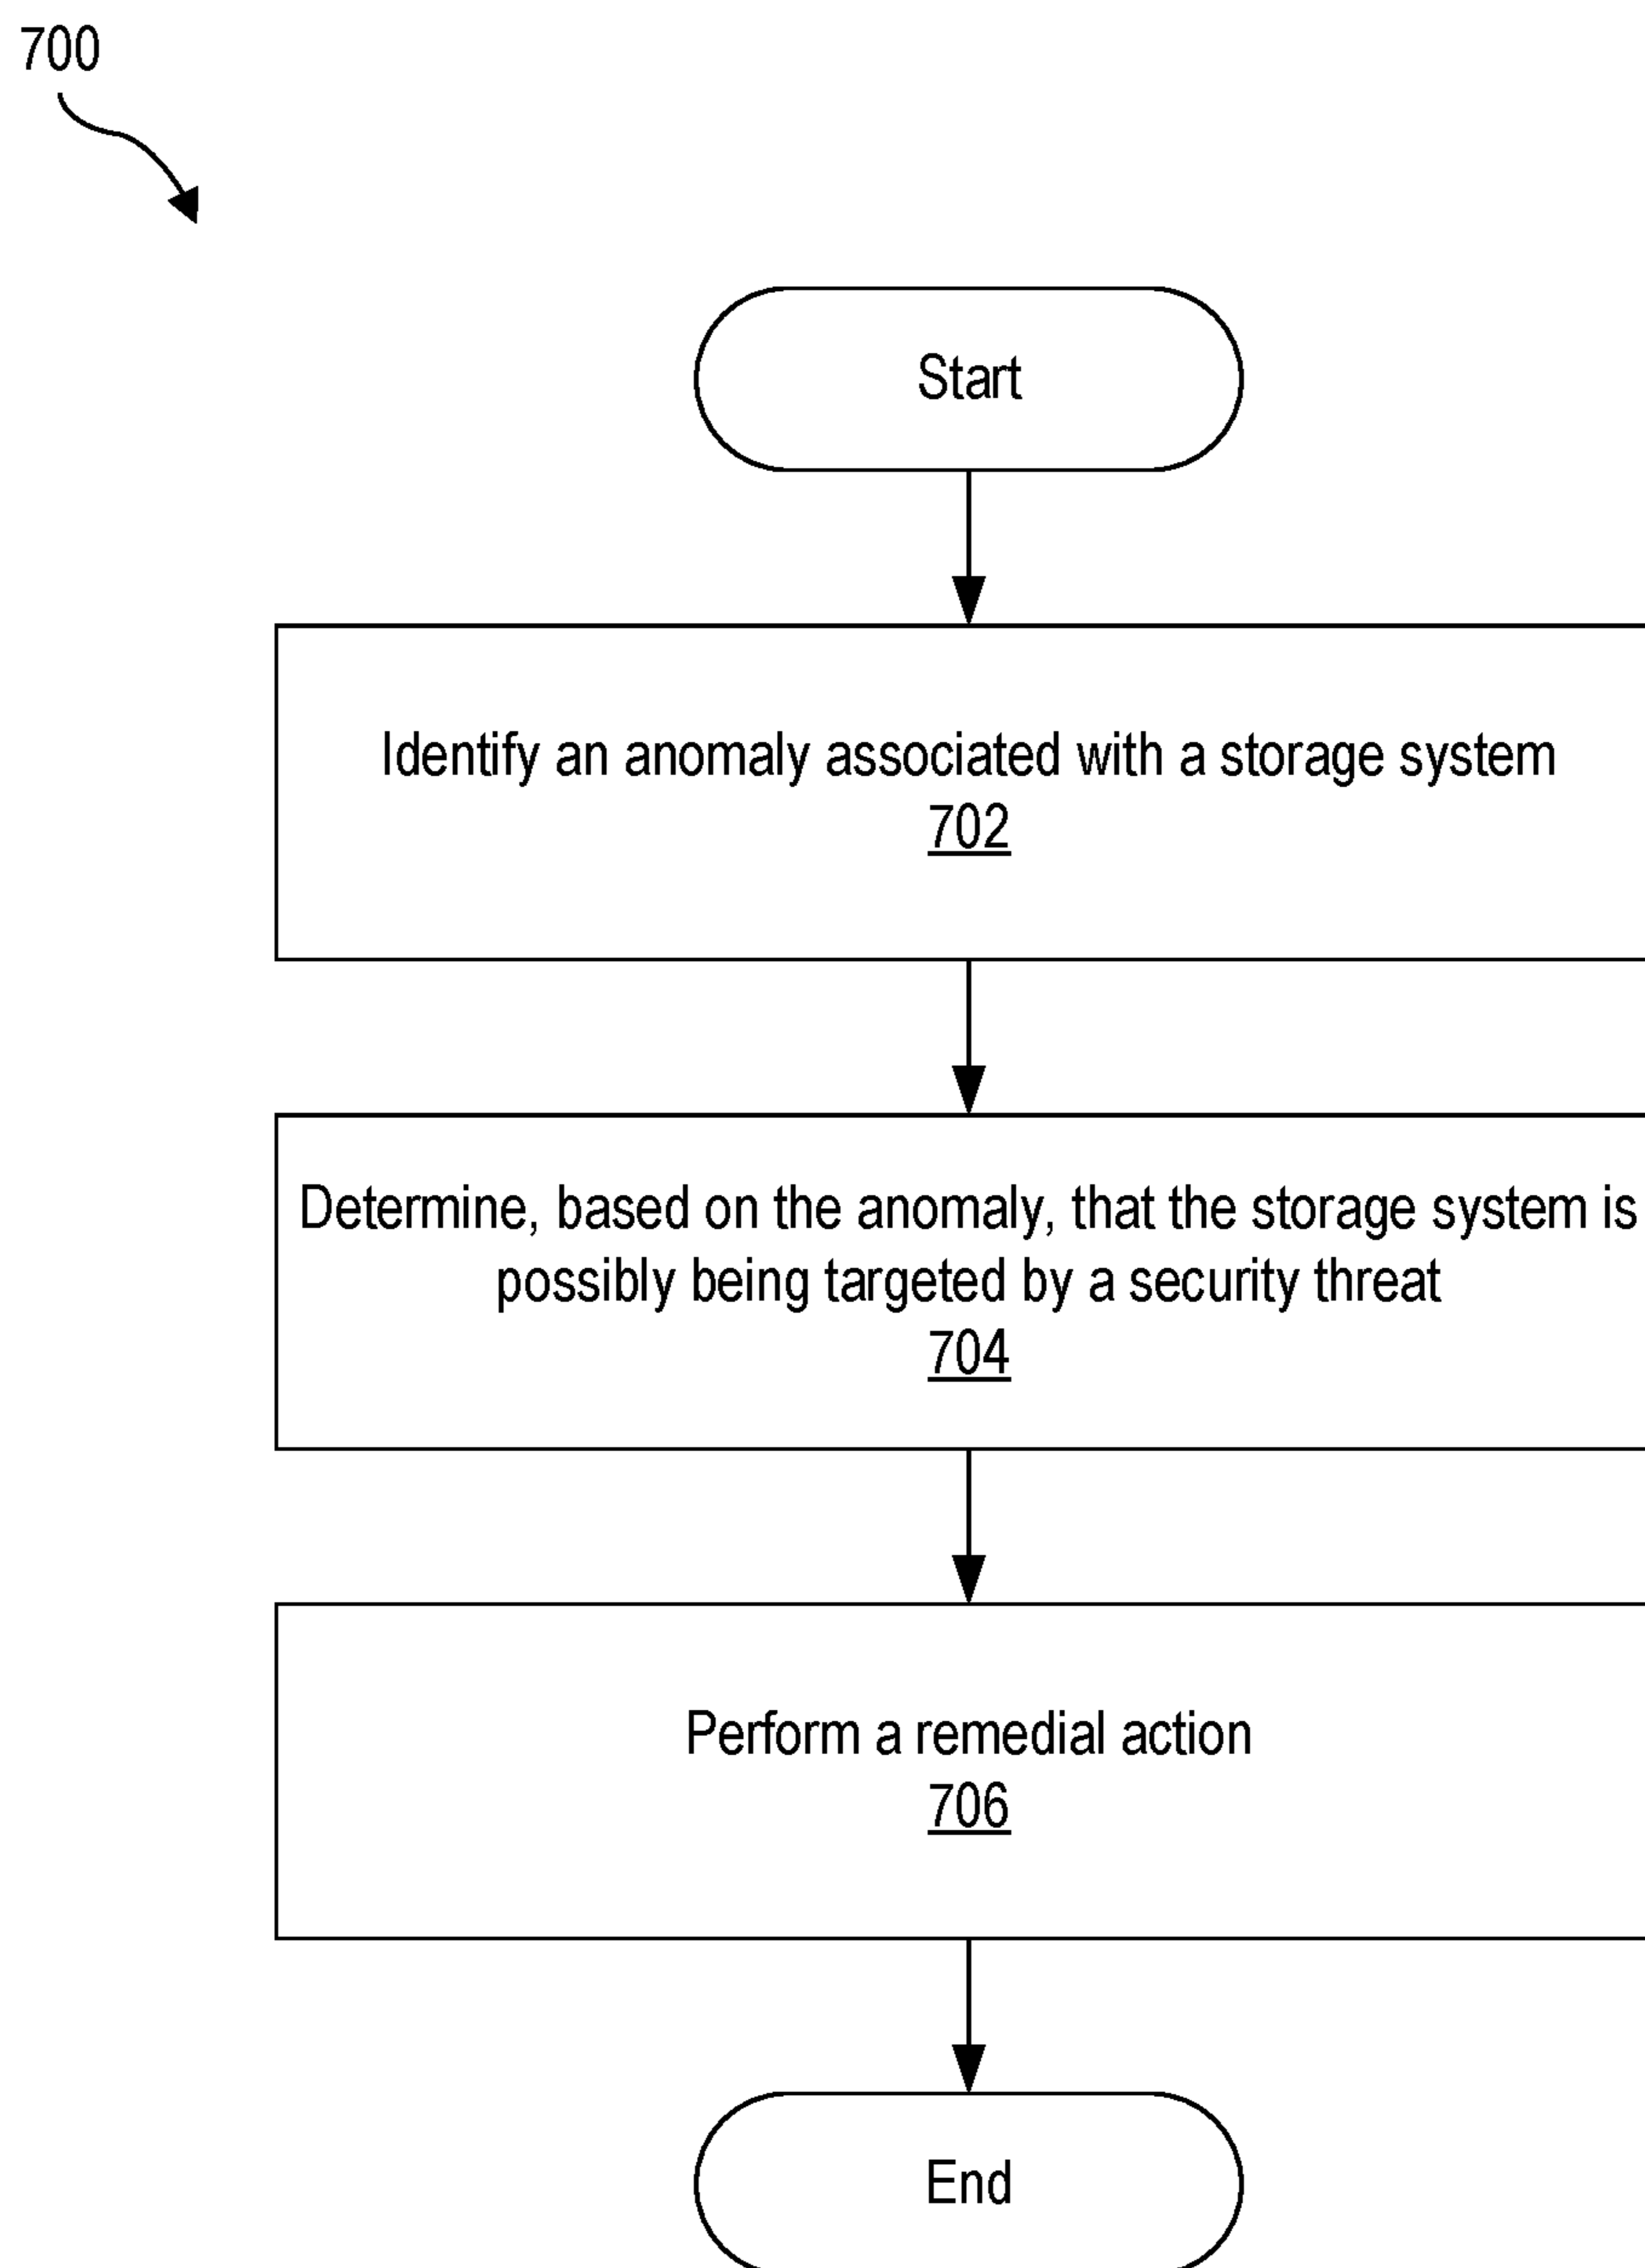 700
Start
Identify an anomaly associated with a storage system
702
Determine, based on the anomaly, that the storage system is
possibly being targeted by a security threat
704
Perform a remedial action
706
End